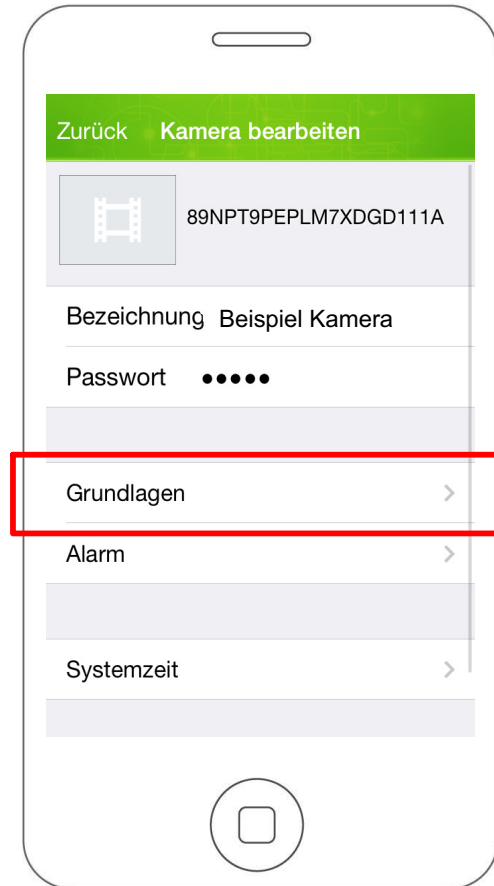 Zurück Kamera bearbeiten
89NPT9PEPLM7XDGD111A
Bezeichnung Beispiel Kamera
Passwort •••••
Grundlagen
Alarm
Systemzeit